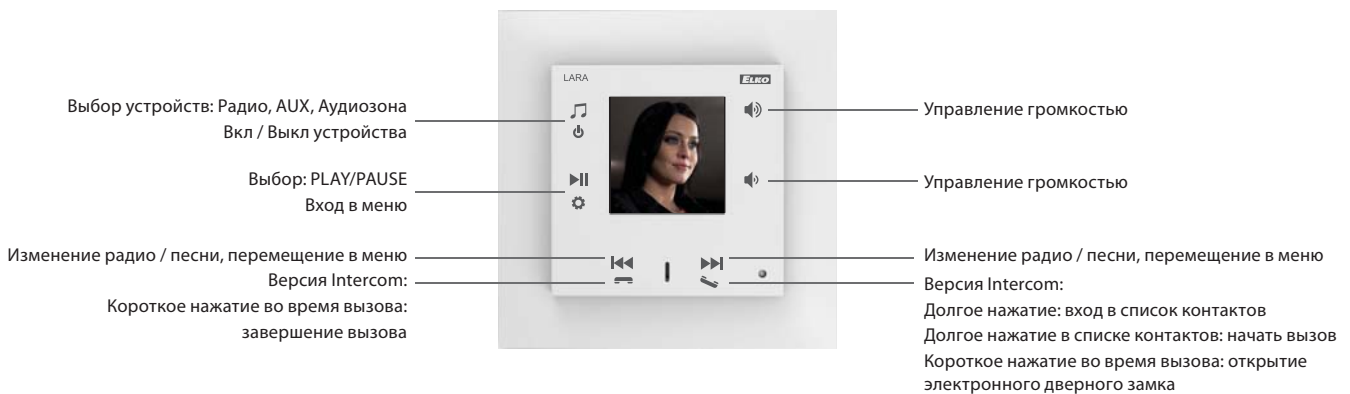 LARA
ELKO
Выбор устройств: Радио, AUX, Аудиозона
Вкл / Выкл устройства
Выбор: PLAY/PAUSE
Вход в меню
Изменение радио / песни, перемещение в меню
Версия Intercom:
Короткое нажатие во время вызова:
завершение вызова
Управление громкостью
Управление громкостью
Изменение радио / песни, перемещение в меню
Версия Intercom:
Долгое нажатие: вход в список контактов
Долгое нажатие в списке контактов: начать вызов
Короткое нажатие во время вызова: открытие
электронного дверного замка